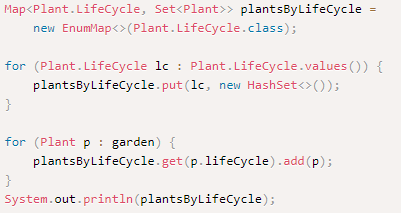 Map<Plant.LifeCycle, Set<Plant>> plantsByLifeCycle =
    new EnumMap<>(Plant.LifeCycle.class);

for (Plant.LifeCycle lc : Plant.LifeCycle.values()) {
    plantsByLifeCycle.put(lc, new HashSet<>());
}

for (Plant p : garden) {
    plantsByLifeCycle.get(p.lifeCycle).add(p);
}
System.out.println(plantsByLifeCycle);